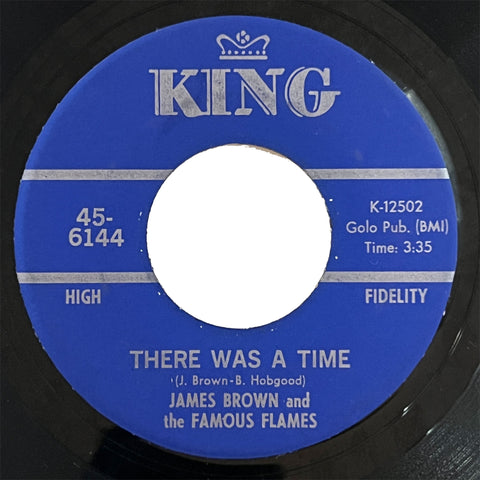 KING
45-
6144
K-12502
Golo Pub. (BMI)
Time: 3:35
HIGH
FIDELITY
THERE WAS A TIME
(J. Brown-B. Hobgood)
JAMES BROWN and
the FAMOUS FLAMES